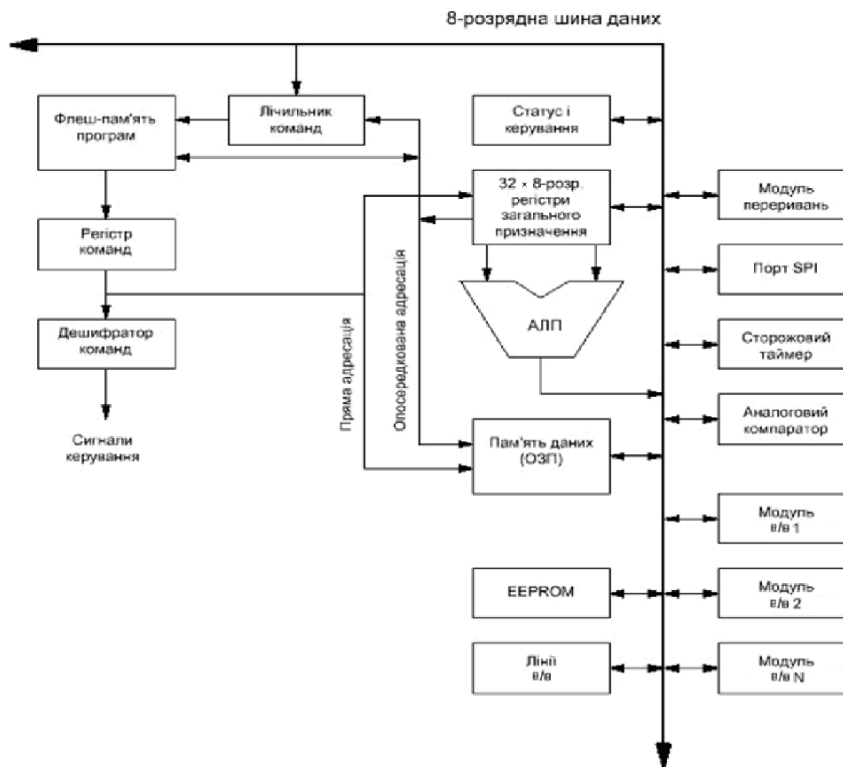 8-розрядна шина даних
Флеш-пам'ять
програм
Лічильник
команд
Статус і
керування
32 × 8-розр.
регістри
загального
призначення
Модуль
переривань
Регістр
команд
Порт SPI
АЛП
Дешифратор
команд
Сторожовий
таймер
Пряма адресація
Опосередкована адресація
Аналоговий
компаратор
Сигнали
керування
Пам'ять даних
(ОЗП)
Модуль
в/в 1
EEPROM
Модуль
в/в 2
Лінії
в/в
Модуль
в/в N